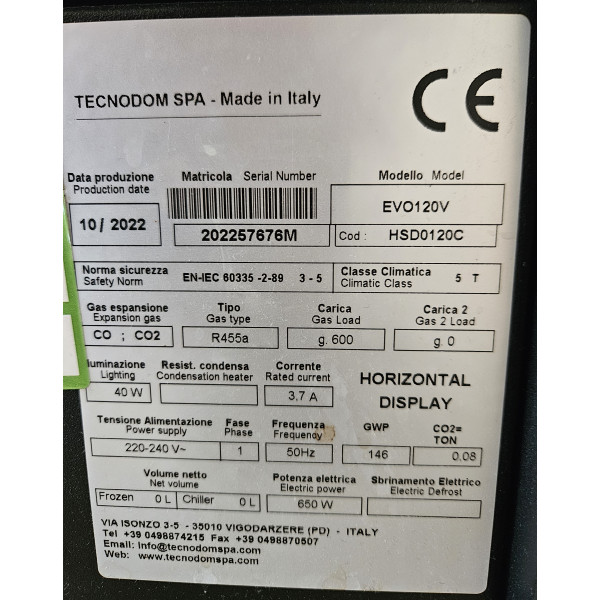 TECNODOM SPA - Made in Italy
CE
Data produzione Matricola Serial Number Modello Model
Production date
10/ 2022 EVO120V
202257676M Cod : HSD0120C
Norma sicurezza EN-IEC 60335 -2-89 3 - 5 Classe Climatica 5 T
Safety Norm Climatic Class
Gas espansione Tipo Carica Carica 2
Expansion gas Gas type Gas Load Gas 2 Load
CO ; CO2 R455a g. 600 g. 0
luminazione Resist. condensa Corrente
Lighting Condensation heater Rated current
40 W 3,7 A
HORIZONTAL
DISPLAY
Tensione Alimentazione Fase Frequenza GWP CO2=
Power supply Phase Frequency TON
220-240 V~ 1 50Hz 146 0.08
Volume netto Potenza elettrica Sbrinamento Elettrico
Net volume Electric power Electric Defrost
Frozen 0 L Chiller 0 L 650 W
VIA ISONZO 3-5 - 35010 VIGODARZERE (PD) - ITALY
Tel +39 0498874215 Fax +39 0498870507
Email: Info@tecnodomspa.com
Web: www.tecnodomspa.com